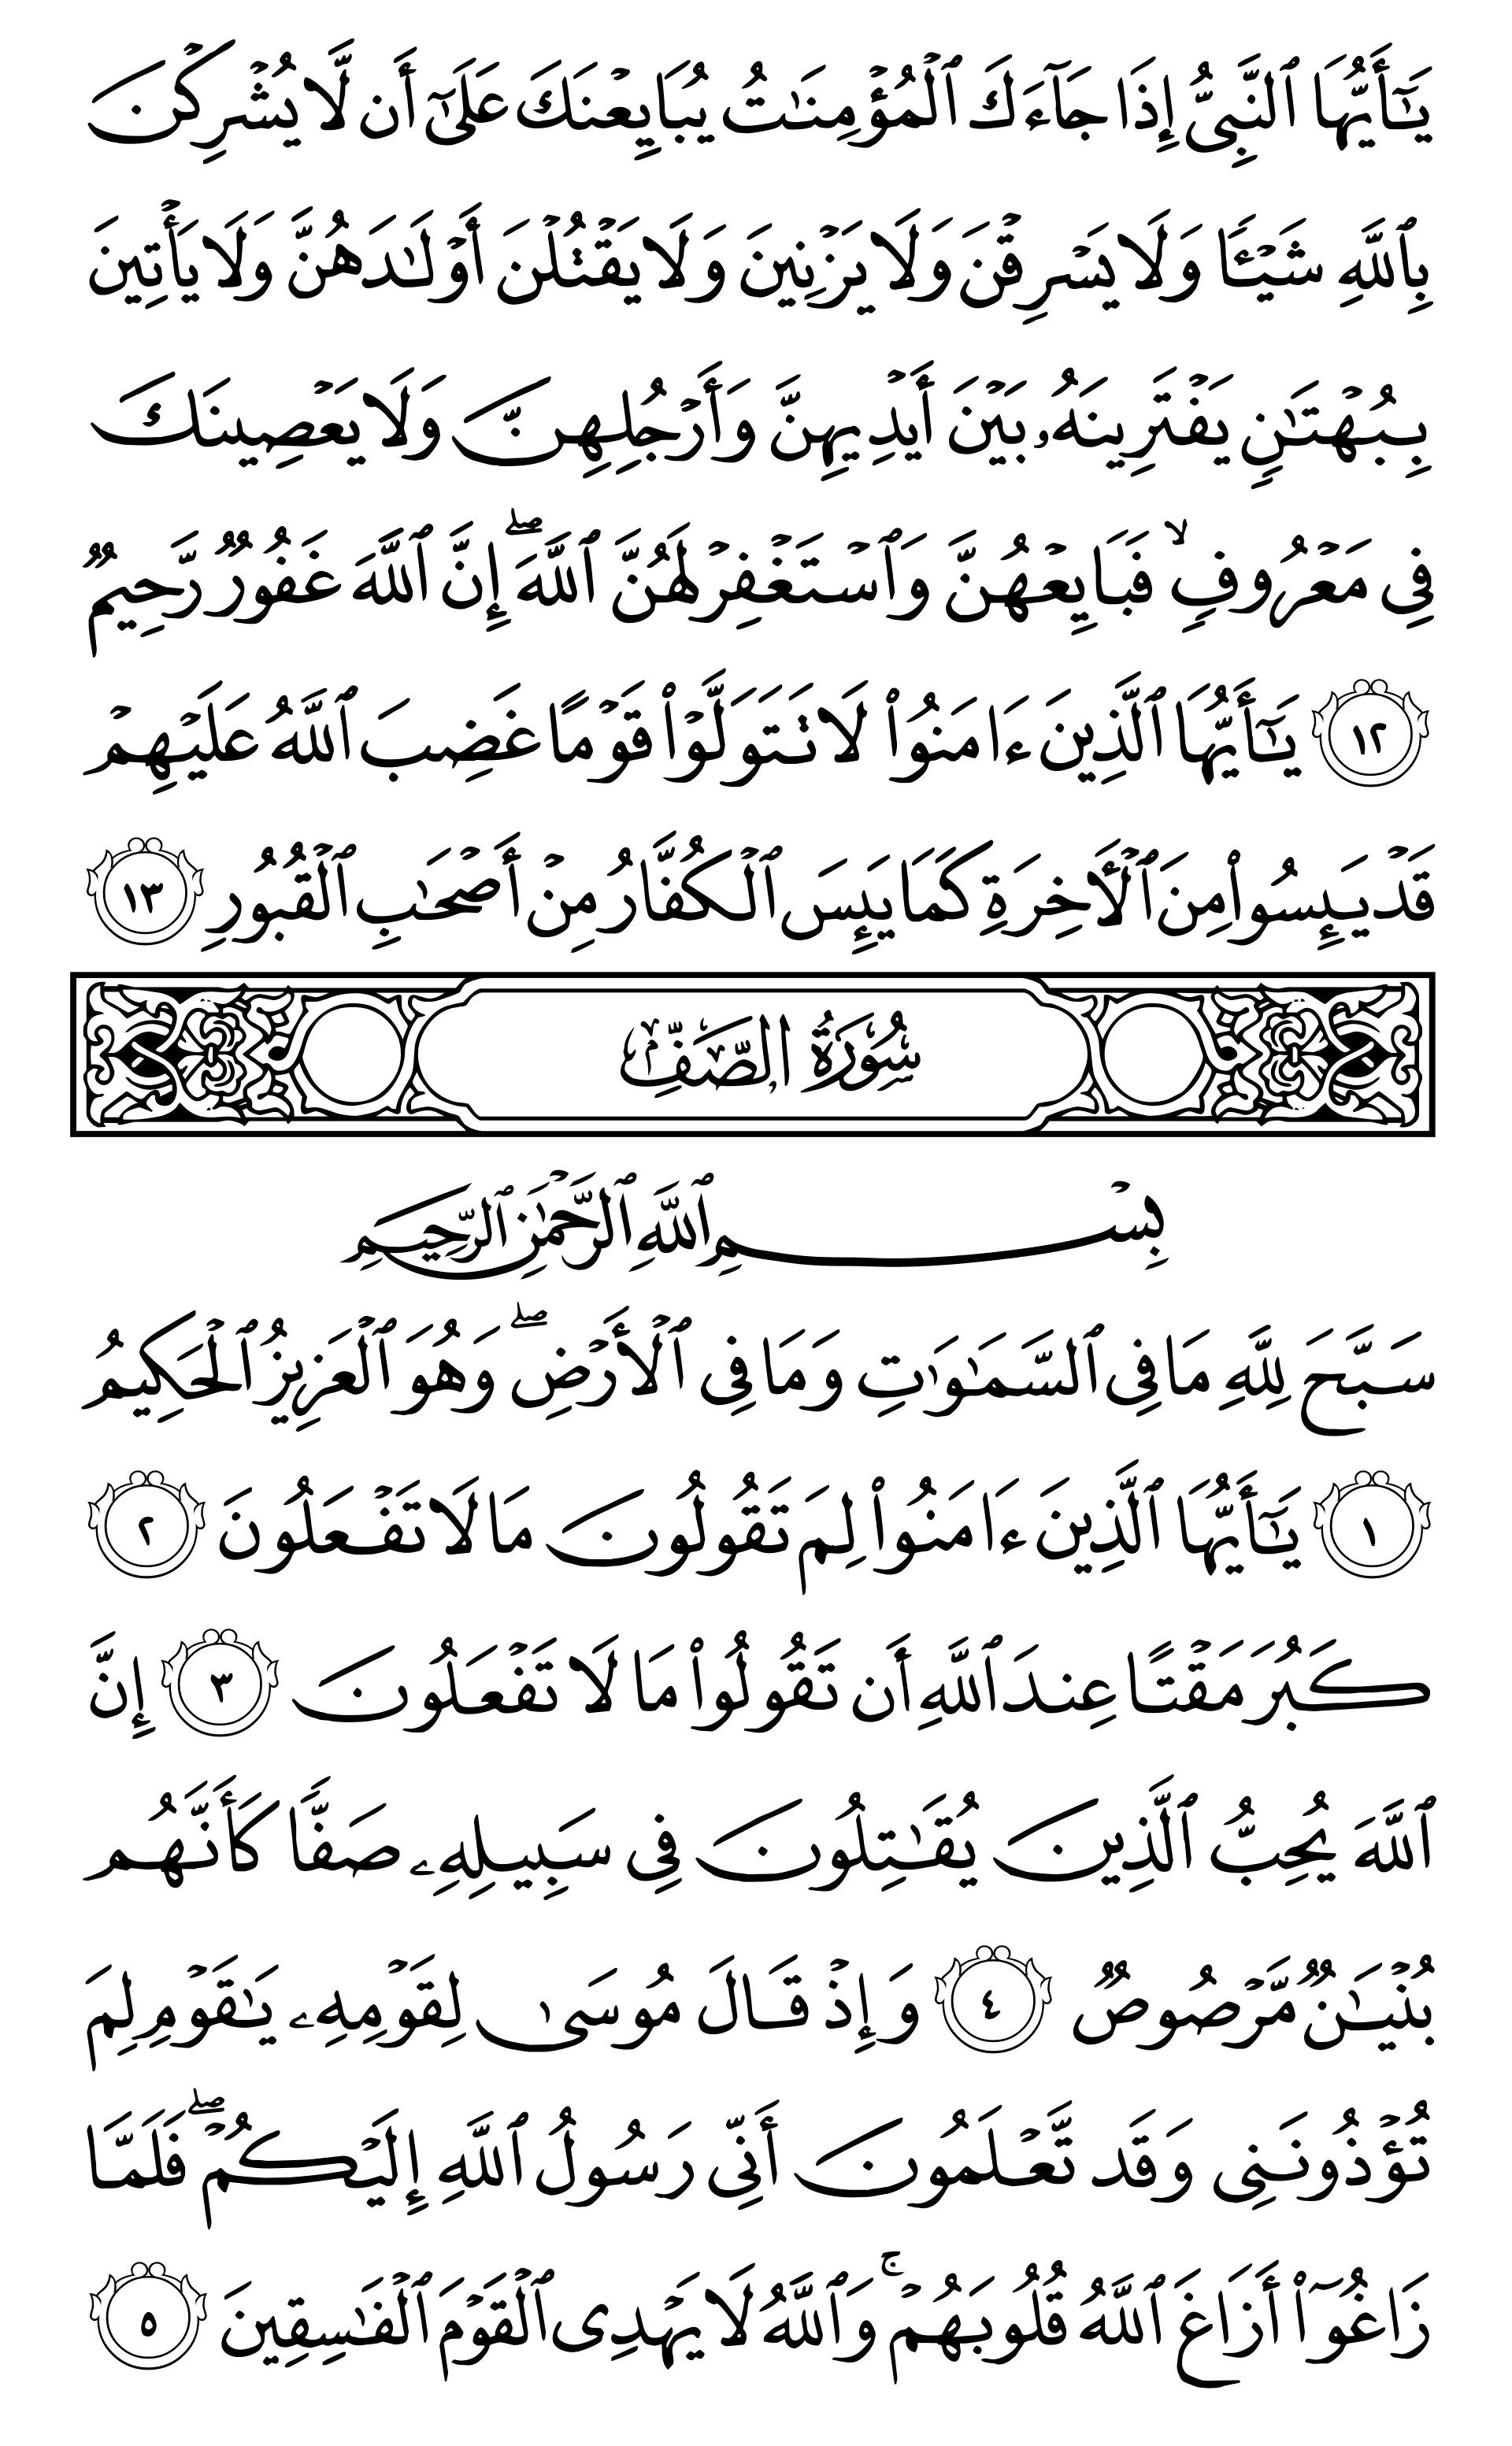 يَـٰٓأَيُّهَا ٱلنَّبِىُّ إِذَا جَآءَكَ ٱلْمُؤْمِنَـٰتُ يُبَايِعْنَكَ عَلَىٰٓ أَن لَّا يُشْرِكْنَ
بِٱللَّهِ شَيْـًٔا وَلَا يَسْرِقْنَ وَلَا يَزْنِينَ وَلَا يَقْتُلْنَ أَوْلَـٰدَهُنَّ وَلَا يَأْتِينَ
بِبُهْتَـٰنٍ يَفْتَرِينَهُۥ بَيْنَ أَيْدِيهِنَّ وَأَرْجُلِهِنَّ وَلَا يَعْصِينَكَ
فِى مَعْرُوفٍ ۙ فَبَايِعْهُنَّ وَٱسْتَغْفِرْ لَهُنَّ ٱللَّهَ ۖ إِنَّ ٱللَّهَ غَفُورٌ رَّحِيمٌ
١٢ يَـٰٓأَيُّهَا ٱلَّذِينَ ءَامَنُوا۟ لَا تَتَوَلَّوْا۟ قَوْمًا غَضِبَ ٱللَّهُ عَلَيْهِمْ
قَدْ يَئِسُوا۟ مِنَ ٱلْـَٔاخِرَةِ كَمَا يَئِسَ ٱلْكُفَّارُ مِنْ أَصْحَـٰبِ ٱلْقُبُورِ ١٣
سُورَةُ الصَّفِّ
بِسْمِ ٱللَّهِ ٱلرَّحْمَـٰنِ ٱلرَّحِيمِ
سَبَّحَ لِلَّهِ مَا فِى ٱلسَّمَـٰوَٰتِ وَمَا فِى ٱلْأَرْضِ ۖ وَهُوَ ٱلْعَزِيزُ ٱلْحَكِيمُ
١ يَـٰٓأَيُّهَا ٱلَّذِينَ ءَامَنُوا۟ لِمَ تَقُولُونَ مَا لَا تَفْعَلُونَ ٢
كَبُرَ مَقْتًا عِندَ ٱللَّهِ أَن تَقُولُوا۟ مَا لَا تَفْعَلُونَ ٣ إِنَّ
ٱللَّهَ يُحِبُّ ٱلَّذِينَ يُقَـٰتِلُونَ فِى سَبِيلِهِۦ صَفًّا كَأَنَّهُم
بُنْيَـٰنٌ مَّرْصُوصٌ ٤ وَإِذْ قَالَ مُوسَىٰ لِقَوْمِهِۦ يَـٰقَوْمِ لِمَ
تُؤْذُونَنِى وَقَد تَّعْلَمُونَ أَنِّى رَسُولُ ٱللَّهِ إِلَيْكُمْ ۖ فَلَمَّا
زَاغُوٓا۟ أَزَاغَ ٱللَّهُ قُلُوبَهُمْ ۚ وَٱللَّهُ لَا يَهْدِى ٱلْقَوْمَ ٱلْفَـٰسِقِينَ ٥